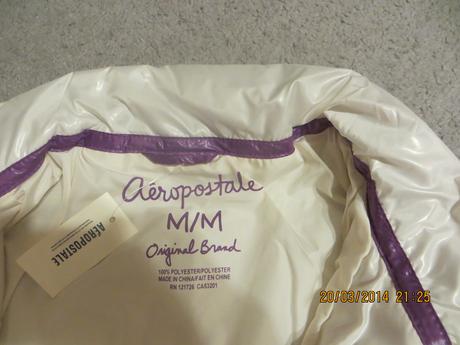 Aéropostale
M/M
Original Brand
100% POLYESTER/POLYESTER
MADE IN CHINA/FAIT EN CHINE
RN 121726 CA53201
AÉROPOSTALE
20/03/2014 21:25